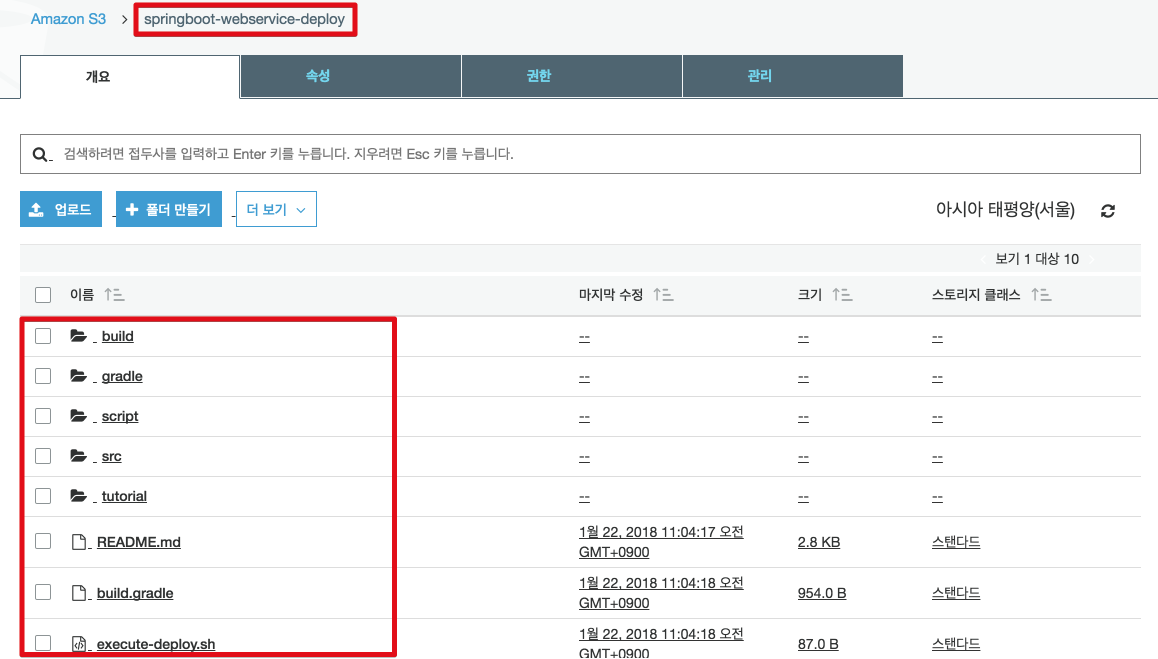 Amazon S3 > springboot-webservice-deploy
개요 속성 권한 관리
검색하려면 접두사를 입력하고 Enter 키를 누릅니다. 지우려면 Esc 키를 누릅니다.
업로드 + 폴더 만들기 더 보기 아시아 태평양(서울)
보기 1 대상 10
이름 마지막 수정 크기 스토리지 클래스
build -- -- --
gradle -- -- --
script -- -- --
src -- -- --
tutorial -- -- --
README.md 1월 22, 2018 11:04:17 오전 2.8 KB 스탠다드
GMT+0900
build.gradle 1월 22, 2018 11:04:18 오전 954.0 B 스탠다드
GMT+0900
execute-deploy.sh 1월 22, 2018 11:04:18 오전 87.0 B 스탠다드
GMT+0900